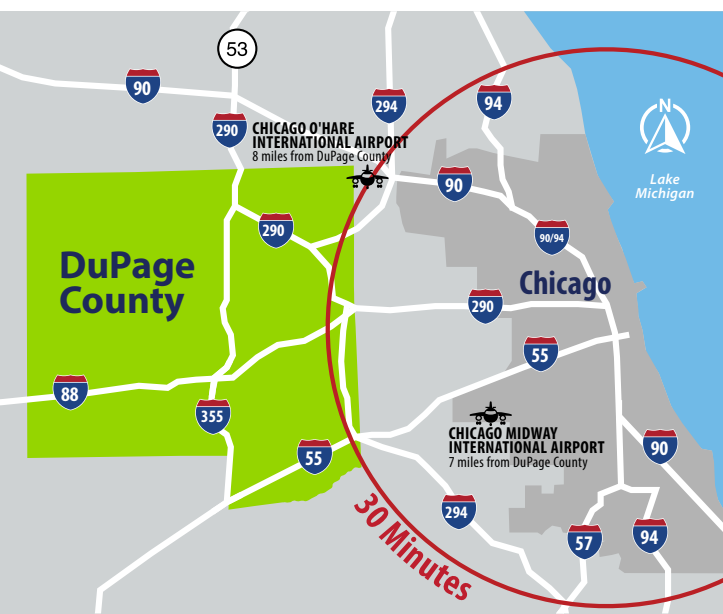 53
90
290
294
94
CHICAGO O'HARE
INTERNATIONAL AIRPORT
8 miles from DuPage County
N
Lake
Michigan
90
290
90/94
DuPage
County
Chicago
290
55
88
355
CHICAGO MIDWAY
INTERNATIONAL AIRPORT
7 miles from DuPage County
90
55
294
30 Minutes
57
94